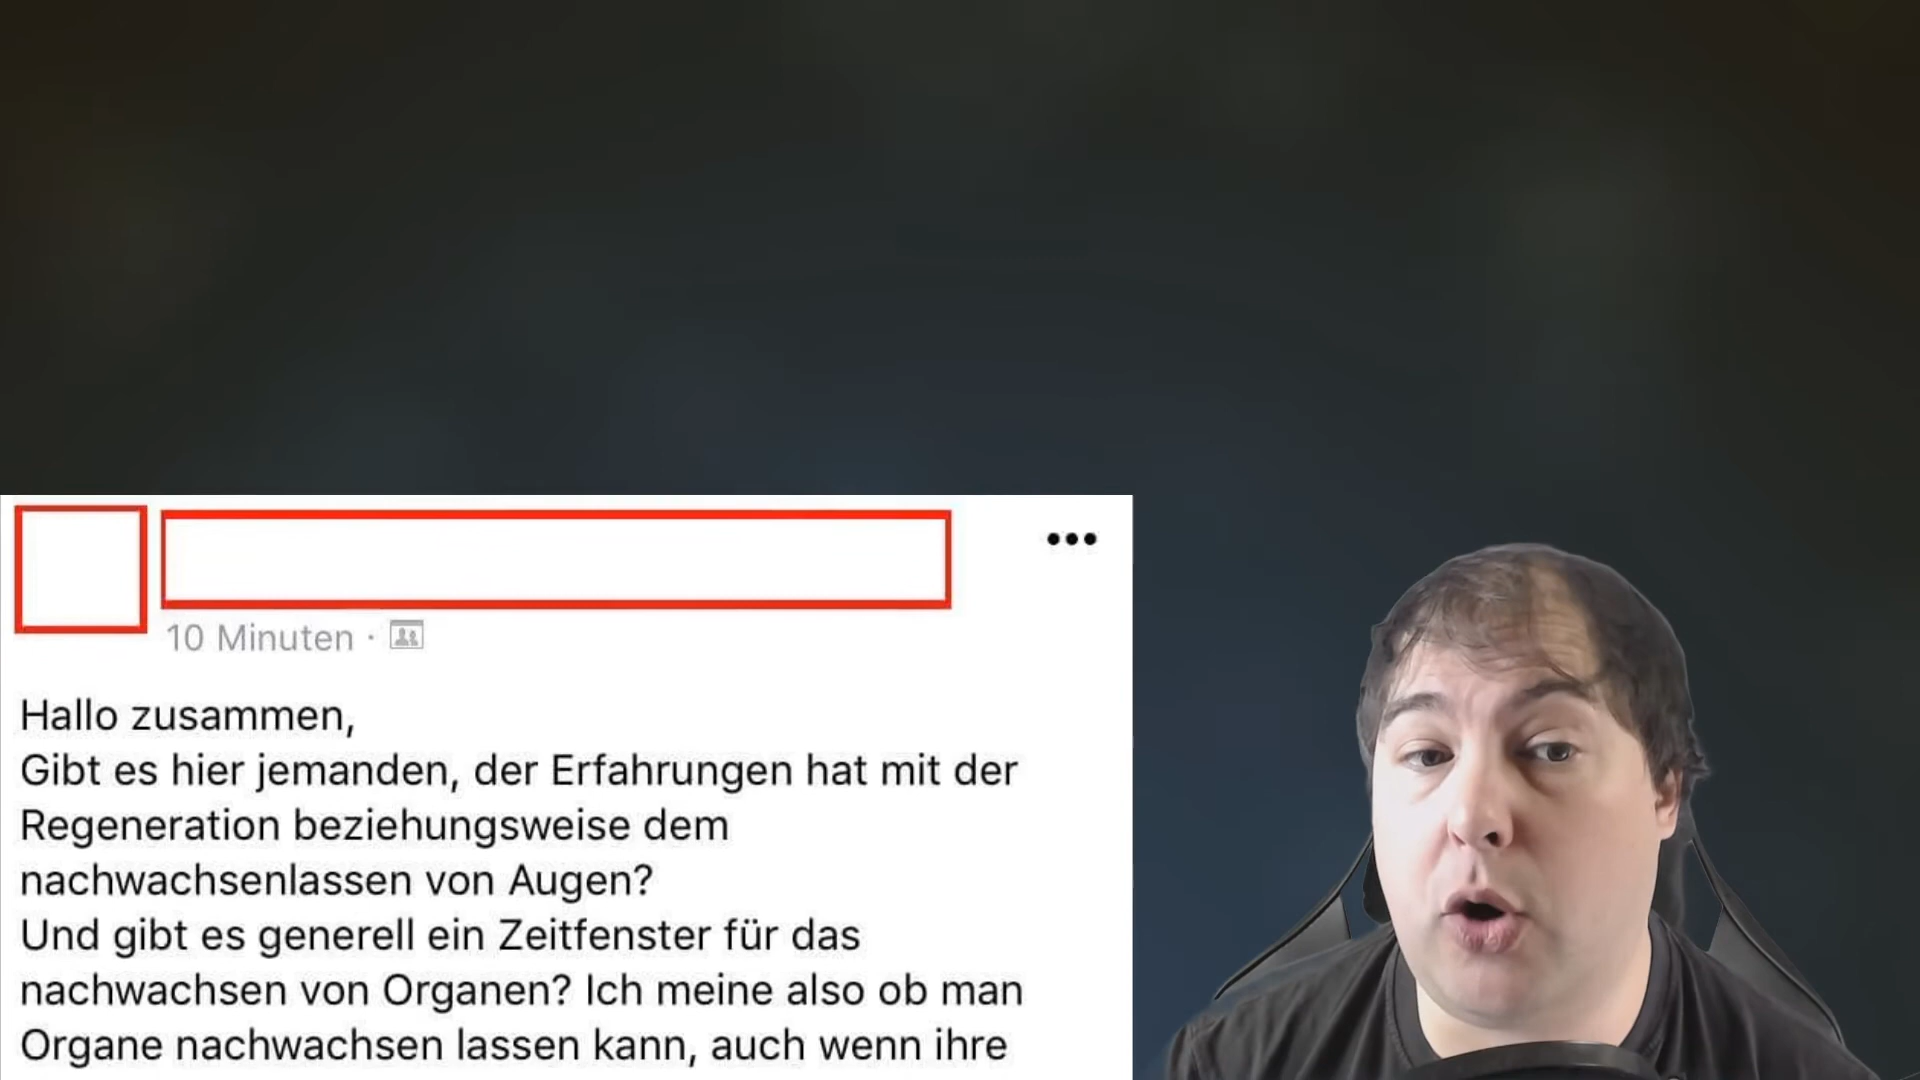 10 Minuten ·
Hallo zusammen,
Gibt es hier jemanden, der Erfahrungen hat mit der
Regeneration beziehungsweise dem
nachwachsenlassen von Augen?
Und gibt es generell ein Zeitfenster für das
nachwachsen von Organen? Ich meine also ob man
Organe nachwachsen lassen kann, auch wenn ihre